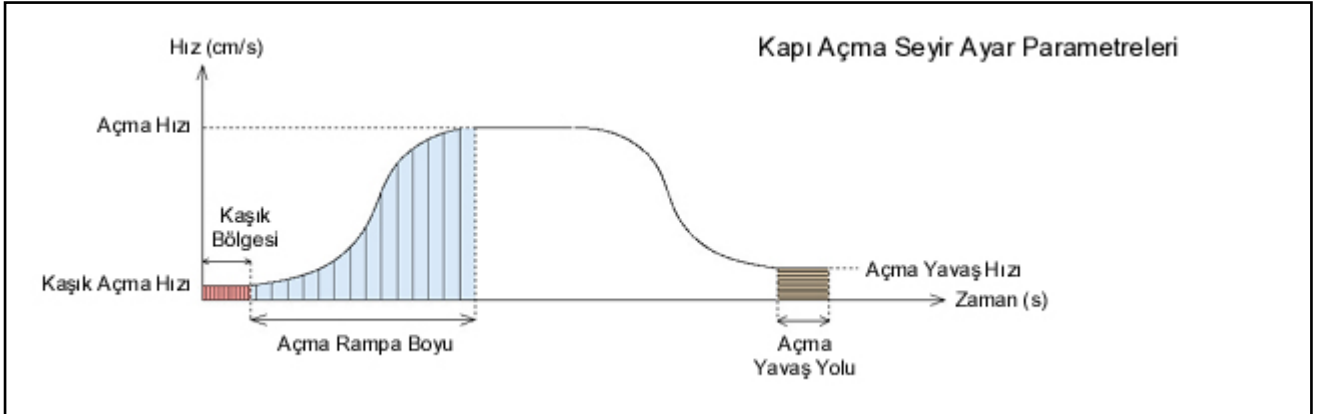 Hız (cm/s)
Kapı Açma Seyir Ayar Parametreleri
Açma Hızı
Kaşık
Bölgesi
Kaşık Açma Hızı
Açma Yavaş Hızı
Zaman (s)
Açma Rampa Boyu
Açma
Yavaş Yolu